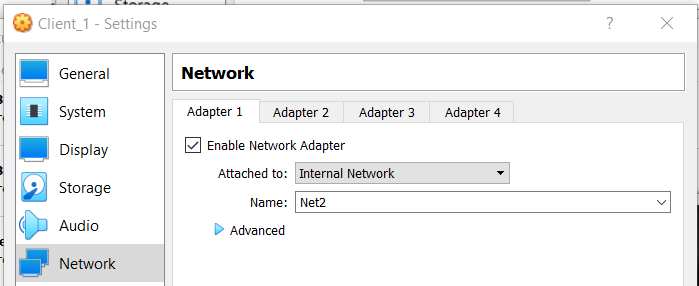 Storage
Client_1 - Settings
?
General
System
Display
Storage
Audio
Network
Network
Adapter 1
Adapter 2
Adapter 3
Adapter 4
Enable Network Adapter
Attached to: Internal Network
Name: Net2
Advanced